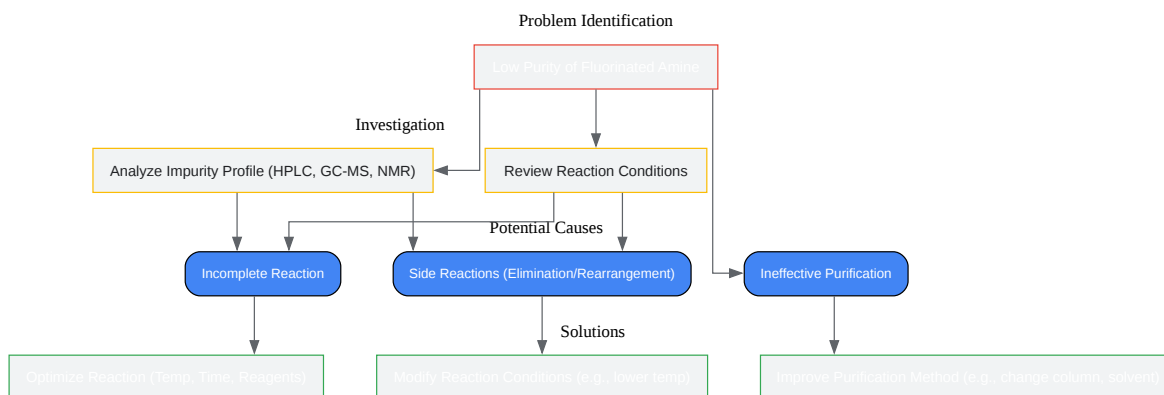 Problem Identification
Low Purity of Fluorinated Amine
Investigation
Analyze Impurity Profile (HPLC, GC-MS, NMR)
Review Reaction Conditions
Potential Causes
Incomplete Reaction
Side Reactions (Elimination/Rearrangement)
Ineffective Purification
Solutions
Optimize Reaction (Temp, Time, Reagents)
Modify Reaction Conditions (e.g., lower temp)
Improve Purification Method (e.g., change column, solvent)